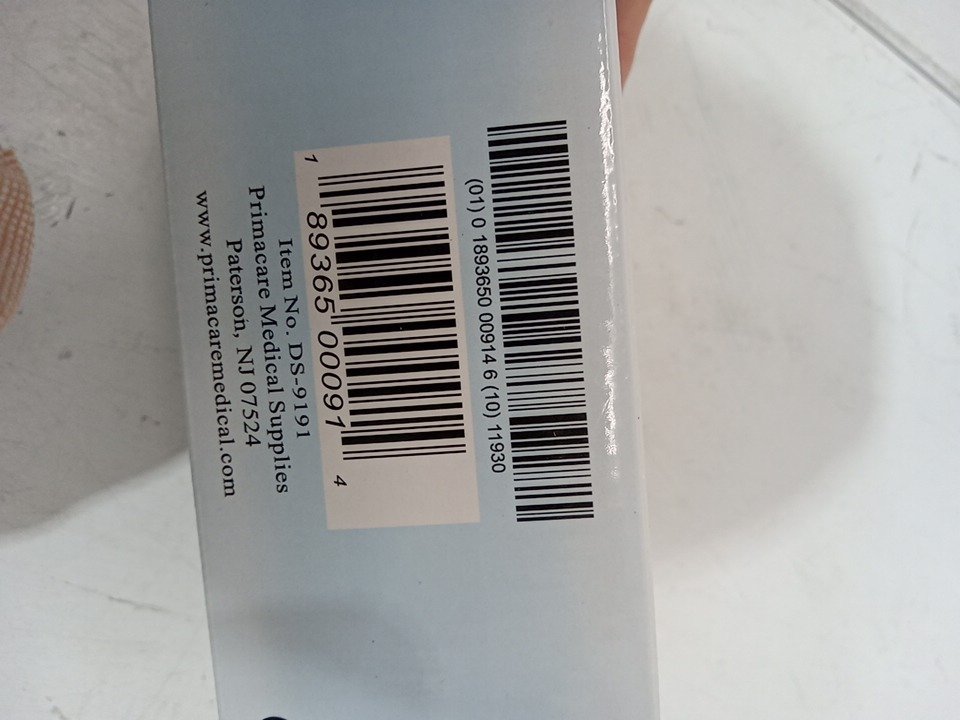 (01) 0 1893650 00914 6 (10) 11930
1 89365 00091 4
Item No. DS-9191
Primacare Medical Supplies
Paterson, NJ 07524
www.primacaremedical.com